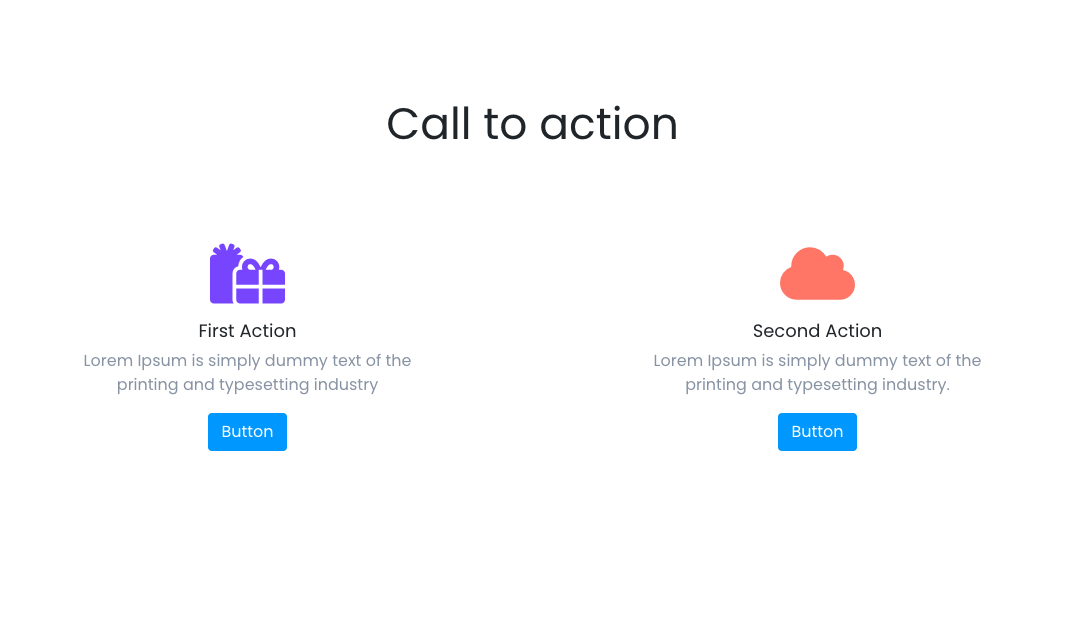 Call to action
First Action
Lorem Ipsum is simply dummy text of the
printing and typesetting industry
Button
Second Action
Lorem Ipsum is simply dummy text of the
printing and typesetting industry.
Button